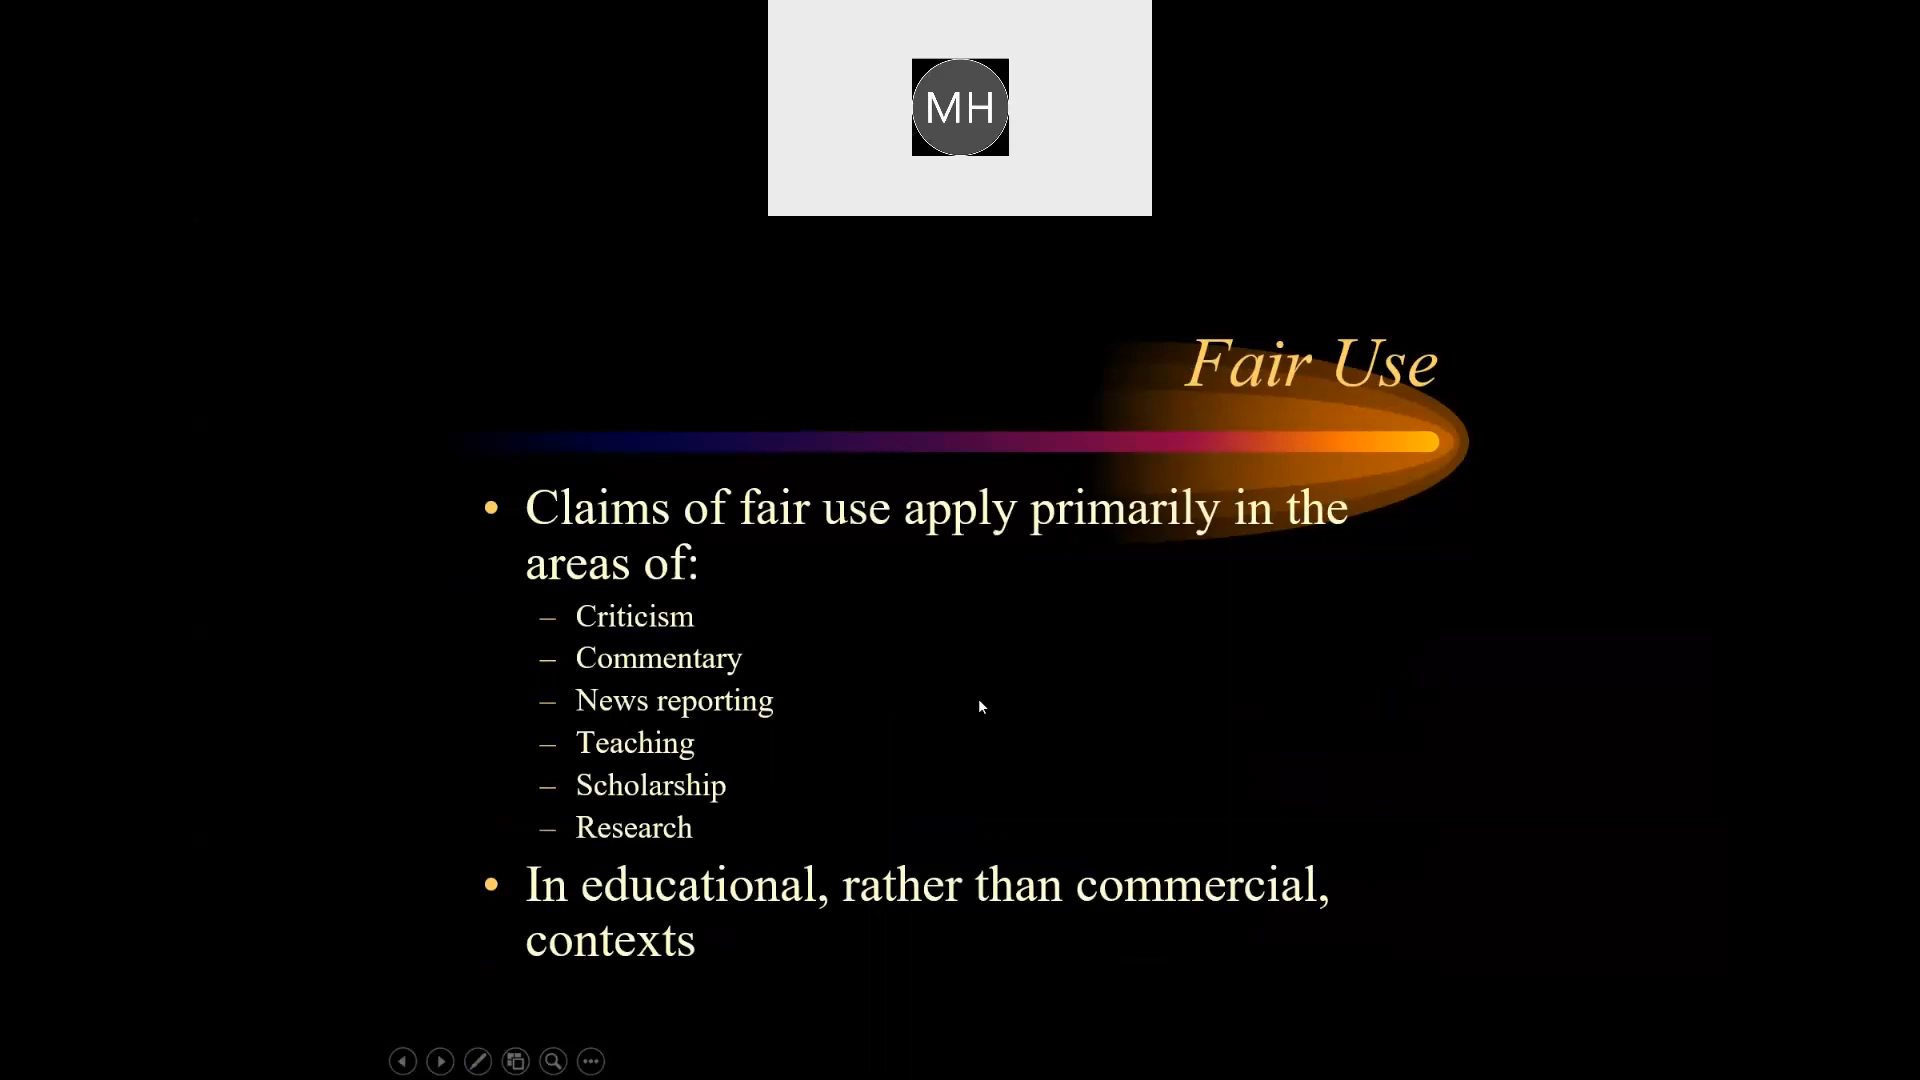 MH
Fair Use
• Claims of fair use apply primarily in the
areas of:
– Criticism
– Commentary
– News reporting
– Teaching
– Scholarship
– Research
• In educational, rather than commercial,
contexts